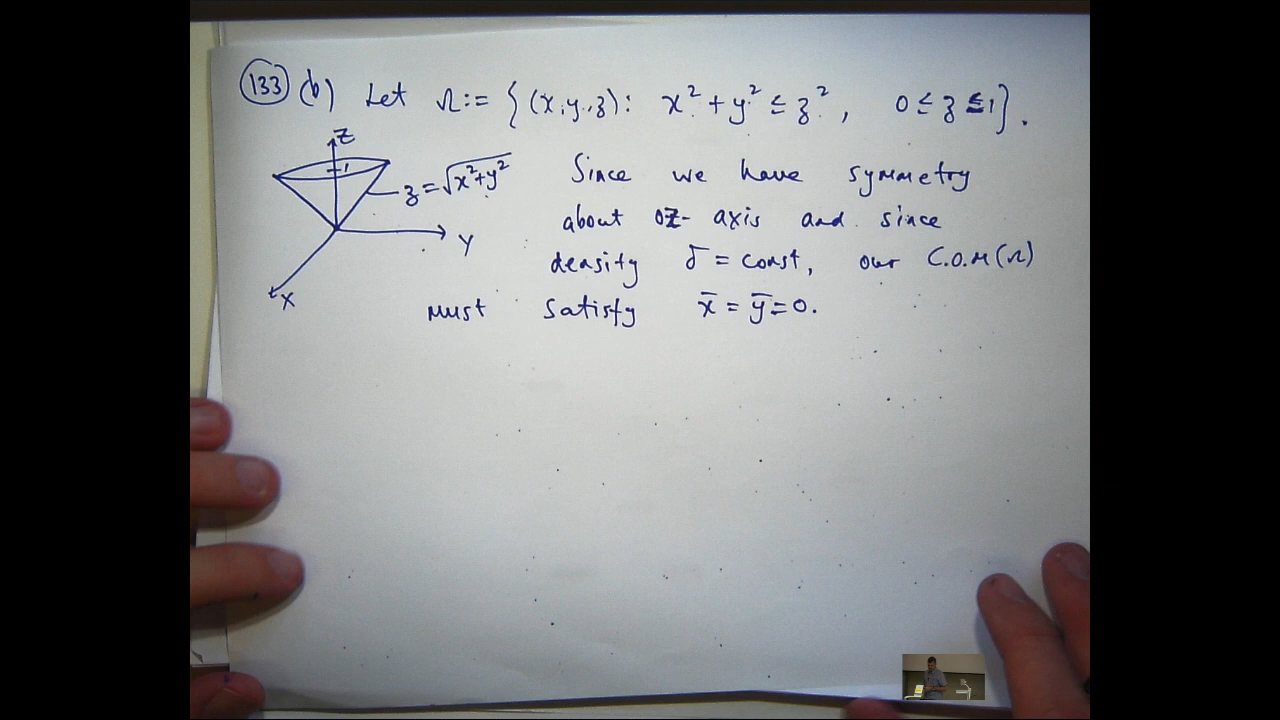 133 (b) Let Ω := { (x, y, z) : x² + y² ≤ z², 0 ≤ z ≤ 1 }.
Z
1
z = √x²+y²
Y
X
Since we have symmetry
about OZ- axis and since
density δ = const, our C.O.M(Ω)
must satisfy x̄ = ȳ = 0.